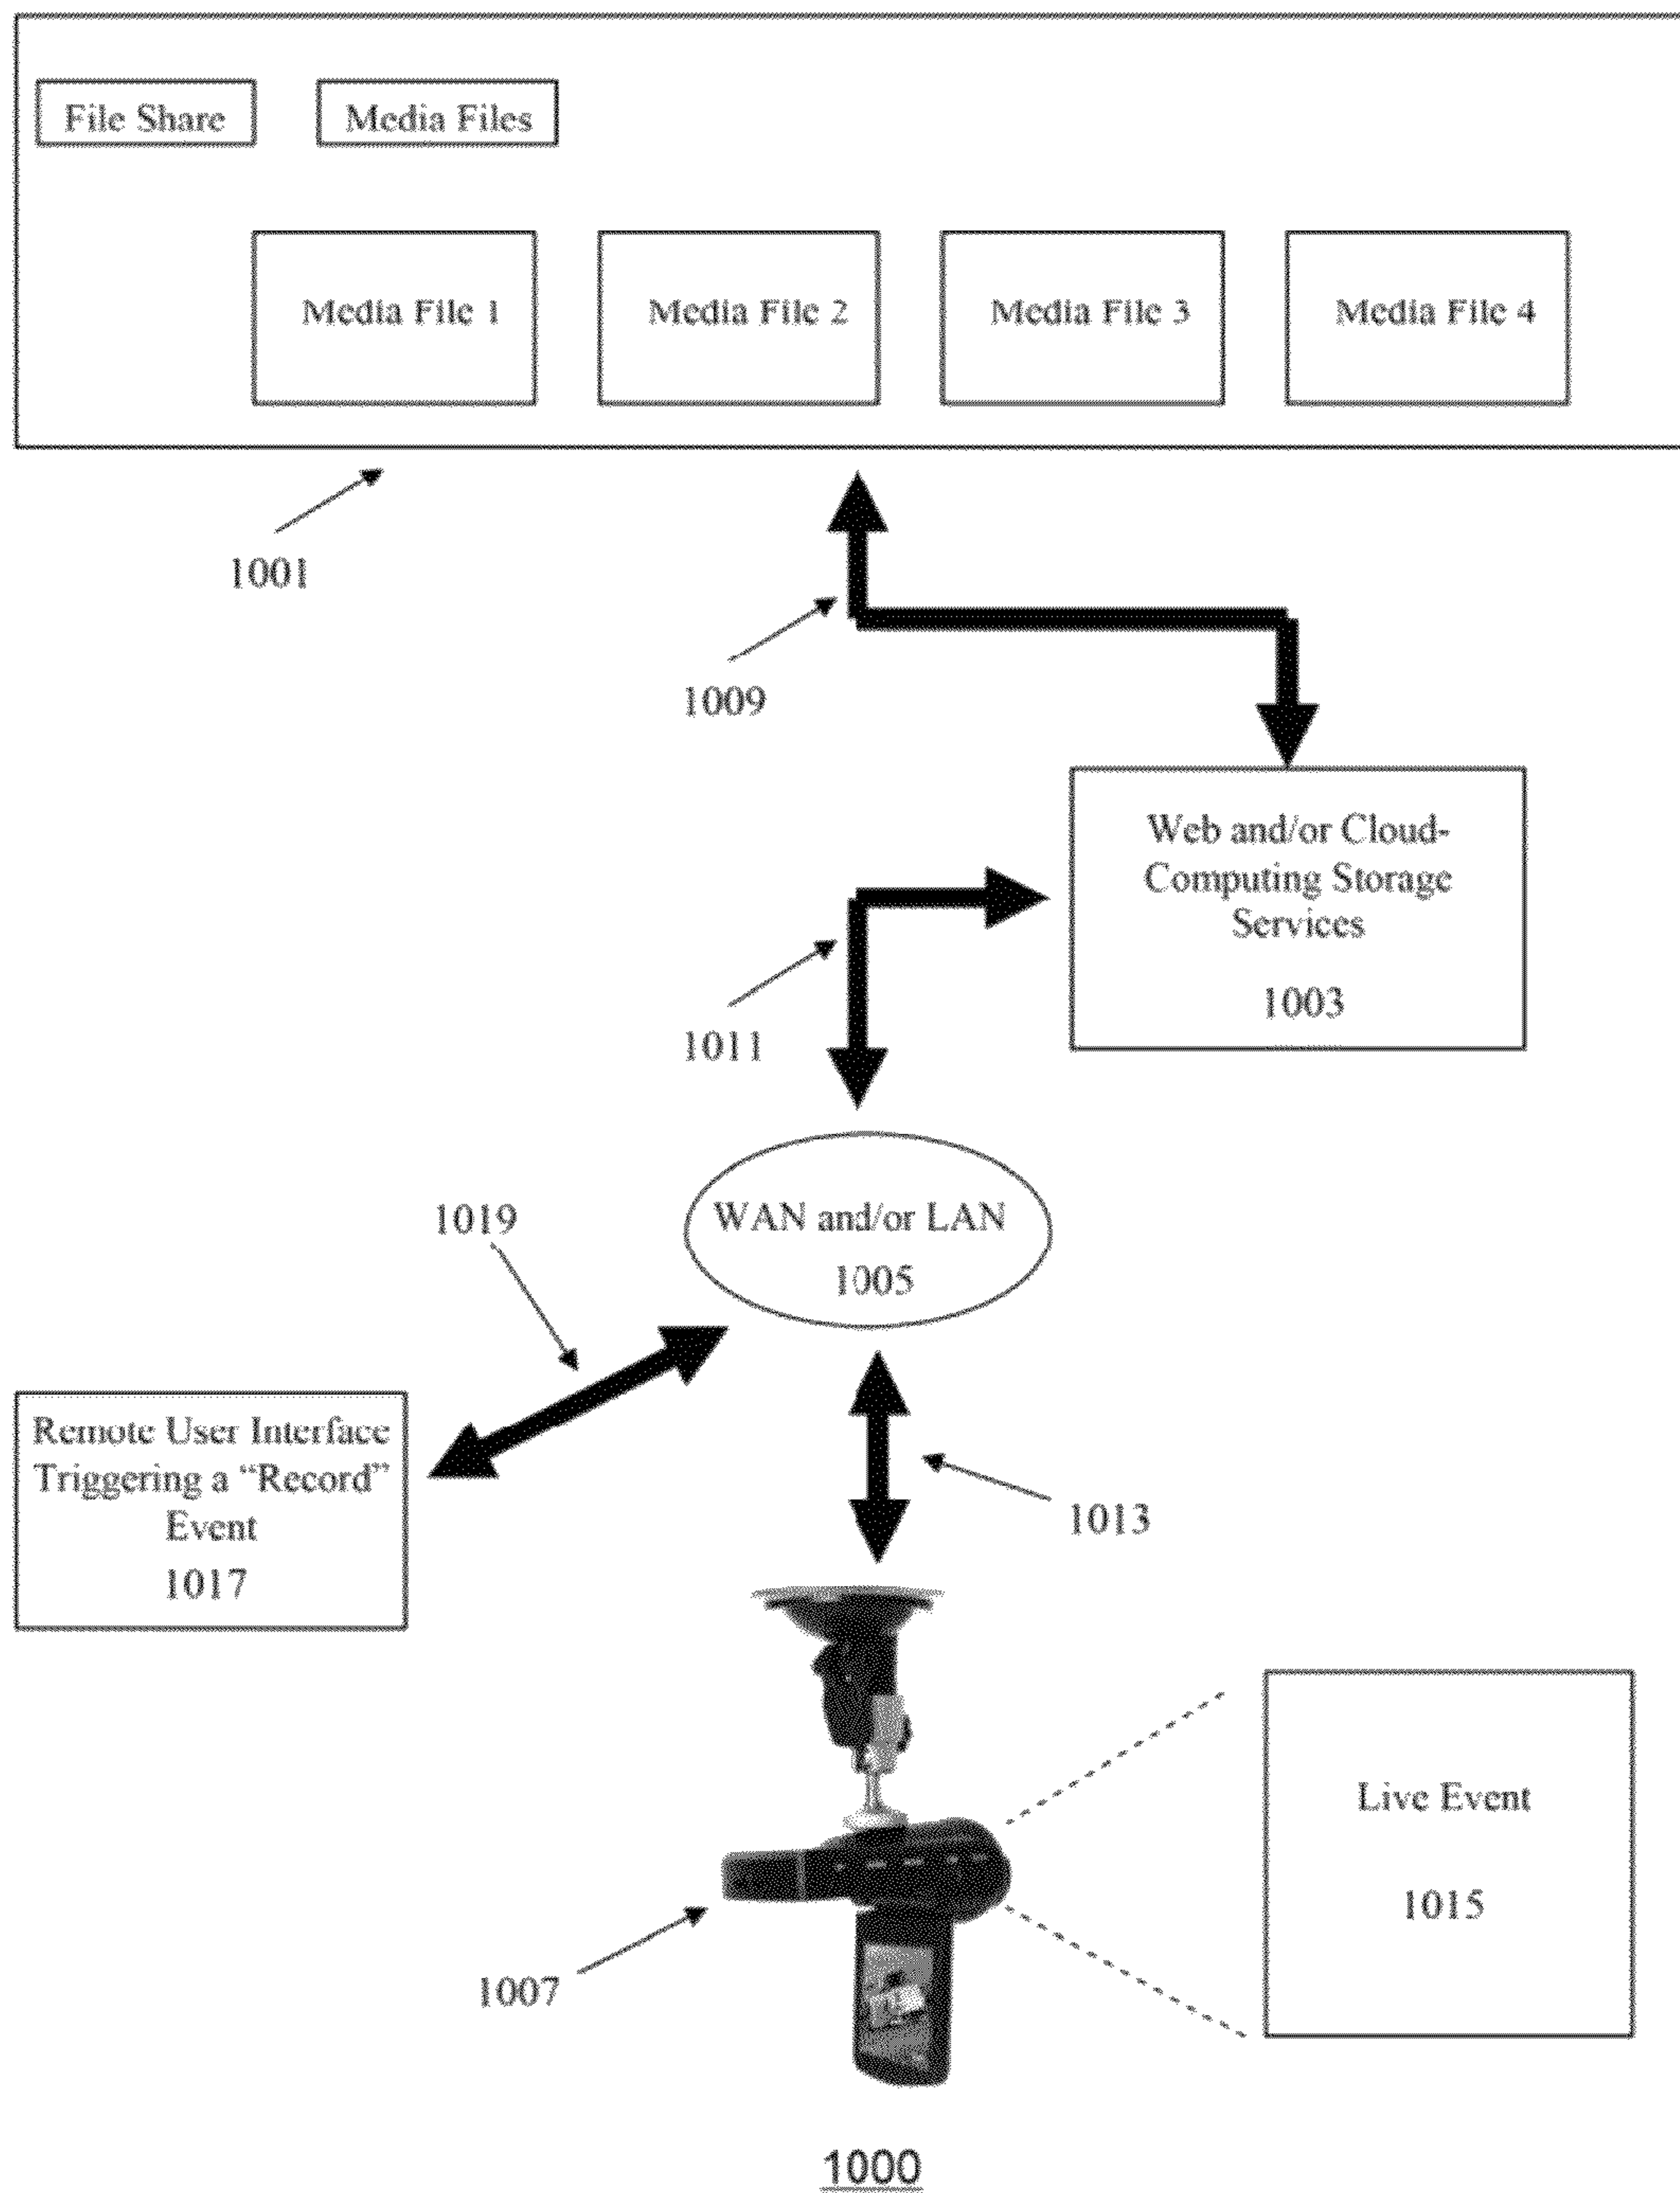 File Share
Media Files
Media File 1
Media File 2
Media File 3
Media File 4
1001
1009
Web and/or Cloud-
Computing Storage
Services
1003
1011
WAN and/or LAN
1005
1019
Remote User Interface
Triggering a “Record”
Event
1017
1013
Live Event
1015
1007
1000